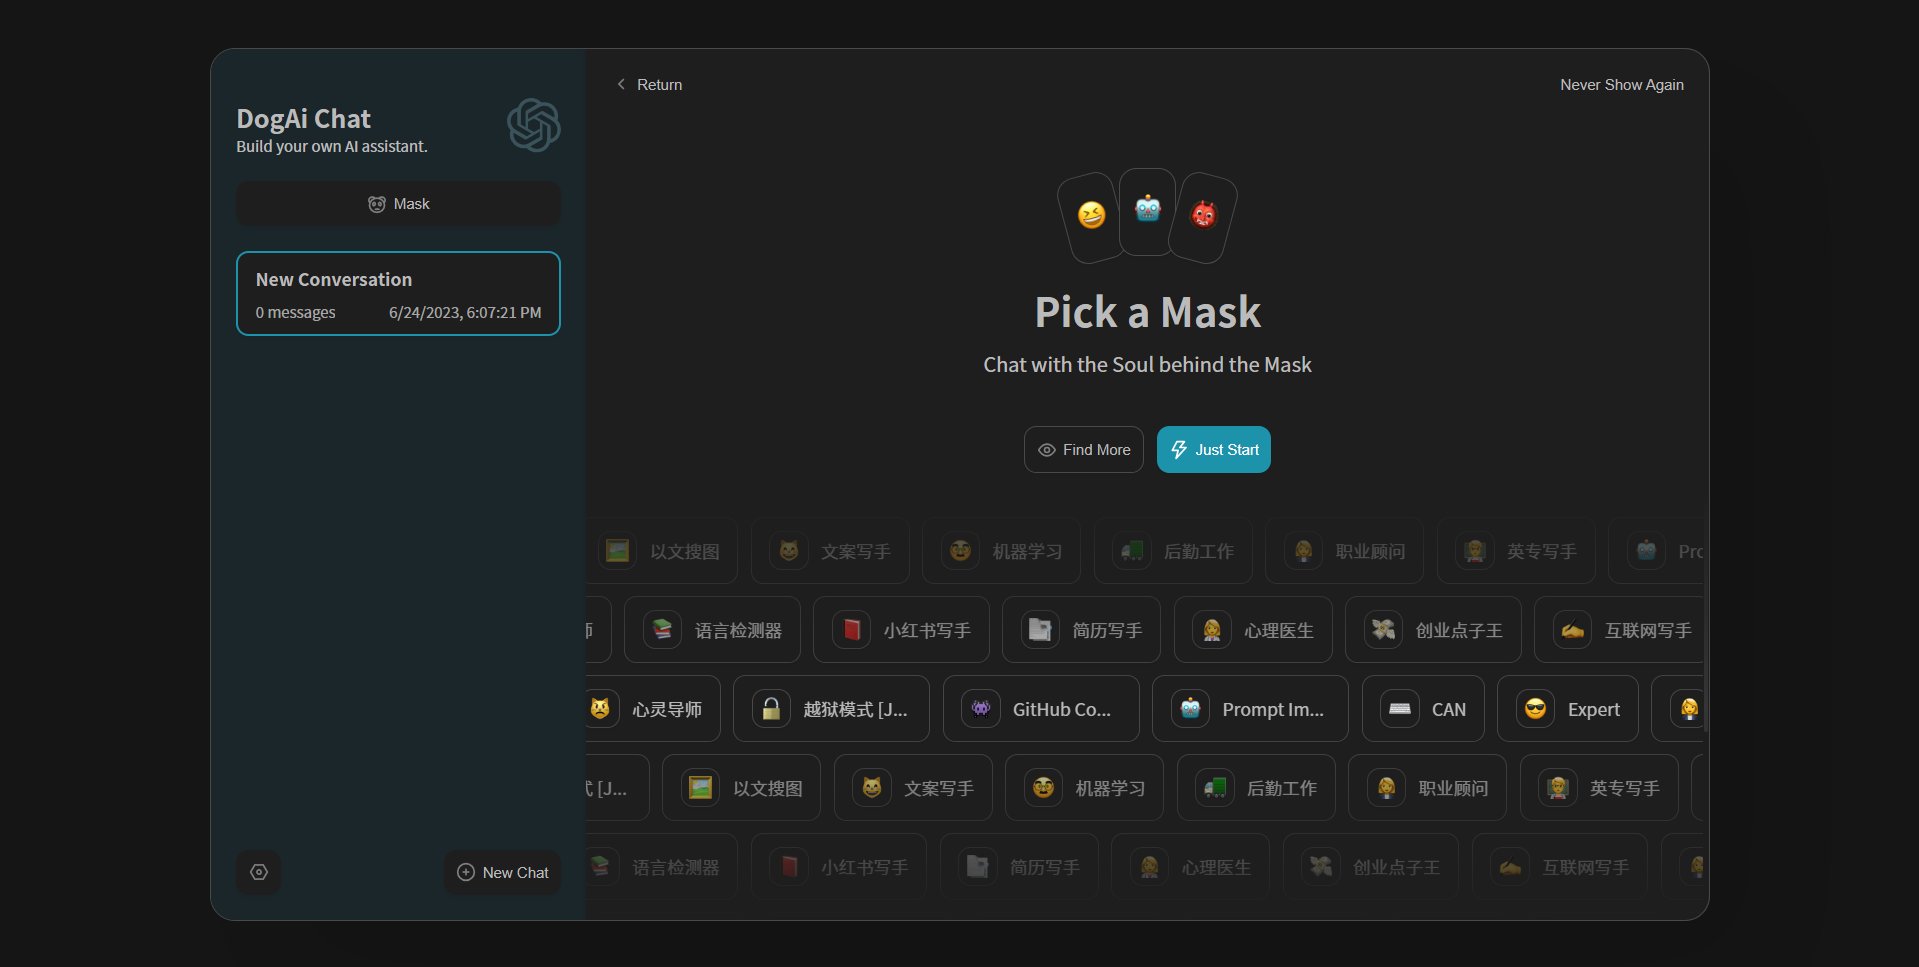 DogAi Chat
Build your own AI assistant.
Mask
New Conversation
0 messages 6/24/2023, 6:07:21 PM
New Chat
Return
Never Show Again
Pick a Mask
Chat with the Soul behind the Mask
Find More
Just Start
以文搜图 文案写手 机器学习 后勤工作 职业顾问 英专写手
语言检测器 小红书写手 简历写手 心理医生 创业点子王 互联网写手
心灵导师 越狱模式 [J... GitHub Co... Prompt Im... CAN Expert
[J... 以文搜图 文案写手 机器学习 后勤工作 职业顾问 英专写手
语言检测器 小红书写手 简历写手 心理医生 创业点子王 互联网写手